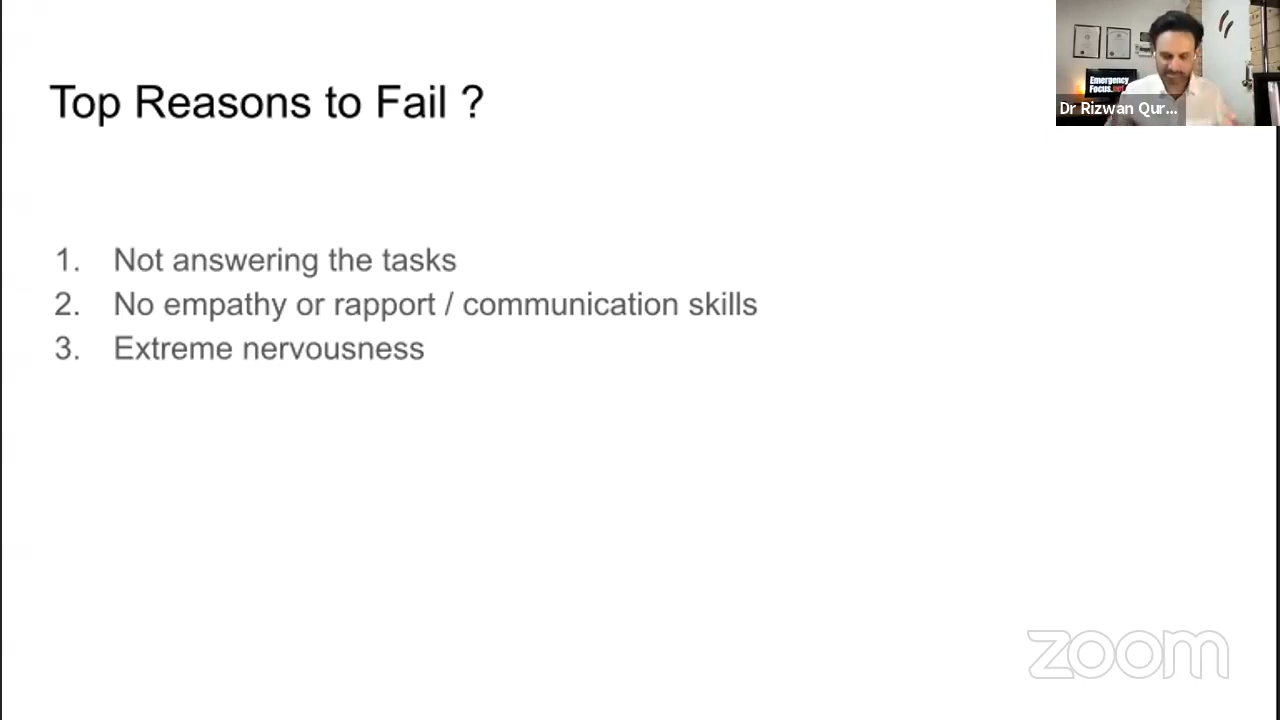 Top Reasons to Fail ?
Emergency
Focus.net
Dr Rizwan Qur...
1. Not answering the tasks
2. No empathy or rapport / communication skills
3. Extreme nervousness
zoom